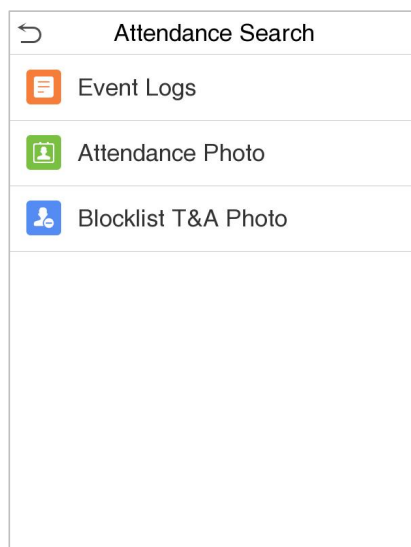 Attendance Search
Event Logs
Attendance Photo
Blocklist T&A Photo